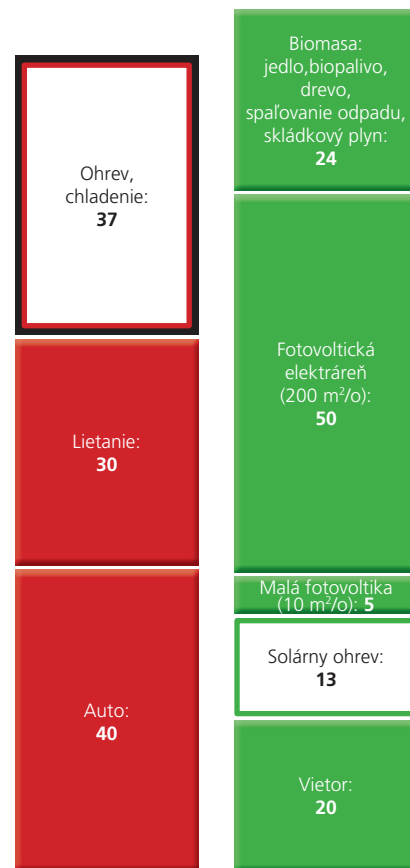 Ohrev,
chladenie:
37
Lietanie:
30
Auto:
40
Biomasa:
jedlo,biopalivo,
drevo,
spaľovanie odpadu,
skládkový plyn:
24
Fotovoltická
elektráreň
(200 m²/o):
50
Malá fotovoltika
(10 m²/o): 5
Solárny ohrev:
13
Vietor:
20